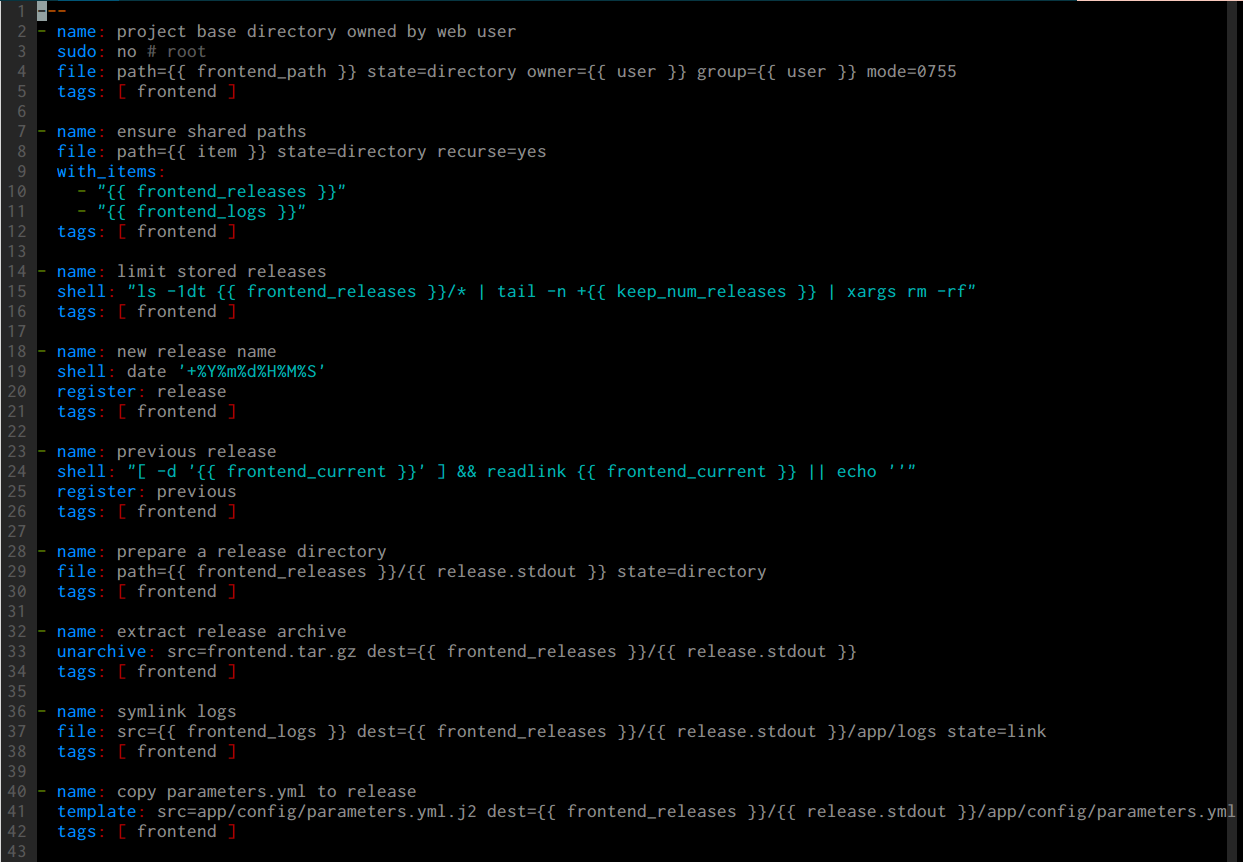 1 ---
2 - name: project base directory owned by web user
3   sudo: no # root
4   file: path={{ frontend_path }} state=directory owner={{ user }} group={{ user }} mode=0755
5   tags: [ frontend ]
6
7 - name: ensure shared paths
8   file: path={{ item }} state=directory recurse=yes
9   with_items:
10     - "{{ frontend_releases }}"
11     - "{{ frontend_logs }}"
12   tags: [ frontend ]
13
14 - name: limit stored releases
15   shell: "ls -1dt {{ frontend_releases }}/* | tail -n +{{ keep_num_releases }} | xargs rm -rf"
16   tags: [ frontend ]
17
18 - name: new release name
19   shell: date '+%Y%m%d%H%M%S'
20   register: release
21   tags: [ frontend ]
22
23 - name: previous release
24   shell: "[ -d '{{ frontend_current }}' ] && readlink {{ frontend_current }} || echo ''"
25   register: previous
26   tags: [ frontend ]
27
28 - name: prepare a release directory
29   file: path={{ frontend_releases }}/{{ release.stdout }} state=directory
30   tags: [ frontend ]
31
32 - name: extract release archive
33   unarchive: src=frontend.tar.gz dest={{ frontend_releases }}/{{ release.stdout }}
34   tags: [ frontend ]
35
36 - name: symlink logs
37   file: src={{ frontend_logs }} dest={{ frontend_releases }}/{{ release.stdout }}/app/logs state=link
38   tags: [ frontend ]
39
40 - name: copy parameters.yml to release
41   template: src=app/config/parameters.yml.j2 dest={{ frontend_releases }}/{{ release.stdout }}/app/config/parameters.yml
42   tags: [ frontend ]
43